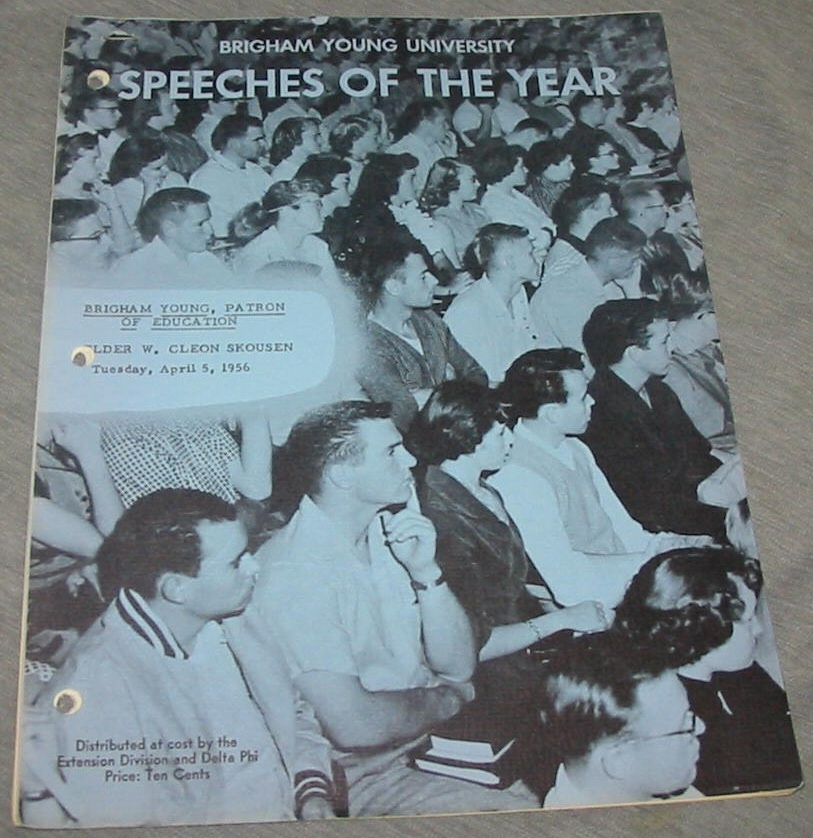 BRIGHAM YOUNG UNIVERSITY
SPEECHES OF THE YEAR
BRIGHAM YOUNG, PATRON
OF EDUCATION
LDER W. CLEON SKOUSEN
Tuesday, April 5, 1956
Distributed at cost by the
Extension Division and Delta Phi
Price: Ten Cents